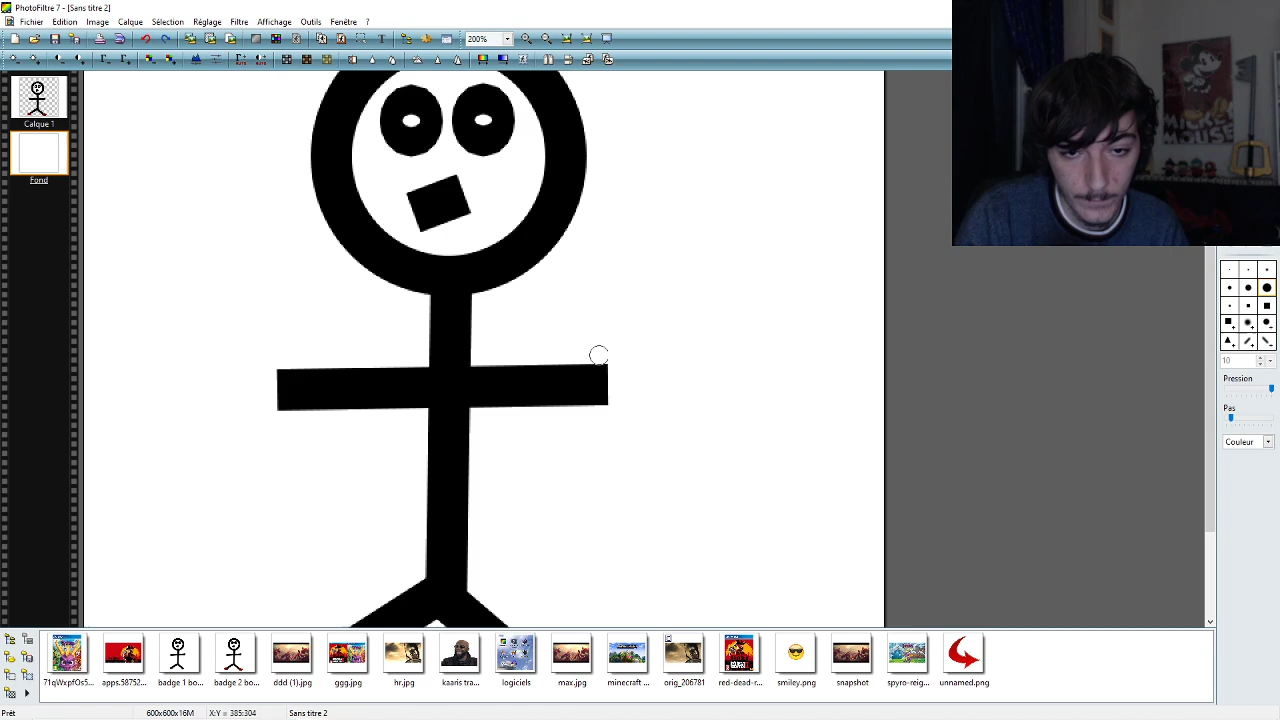 PhotoFiltre 7 - [Sans titre 2]
Fichier Edition Image Calque Sélection Réglage Filtre Affichage Outils Fenêtre ?
200%
Calque 1
Fond
MICKEY
MOUSE
10
Pression
Pas
Couleur
71qWxpfOs5... apps.58752... badge 1 bo... badge 2 bo... ddd (1).jpg ggg.jpg hr.jpg kaaris tra... logiciels max.jpg minecraft ... orig_206781 red-dead-r... smiley.png snapshot spyro-reig... unnamed.png
Prêt 600x600x16M X:Y = 385:304 Sans titre 2